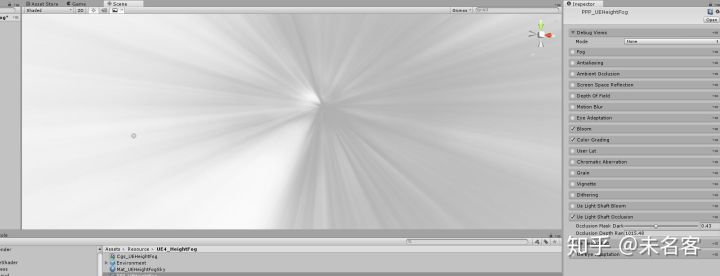 Asset Store Game Scene
Shaded 2D Gizmos
Inspector
PPP_UEHeightFog
Open
Debug Views
Mode None
Fog
Antialiasing
Ambient Occlusion
Screen Space Reflection
Depth Of Field
Motion Blur
Eye Adaptation
Bloom
Color Grading
User Lut
Chromatic Aberration
Grain
Vignette
Dithering
Ue Light Shaft Bloom
Ue Light Shaft Occlusion
Occlusion Mask Dark 0.43
Occlusion Depth Ran 1015.48
Assets ▸ Resource ▸ UE4_HeightFog
Cgs_UEHeightFog
Environment
Mat_UEHeightFogSky
知乎 @未名客